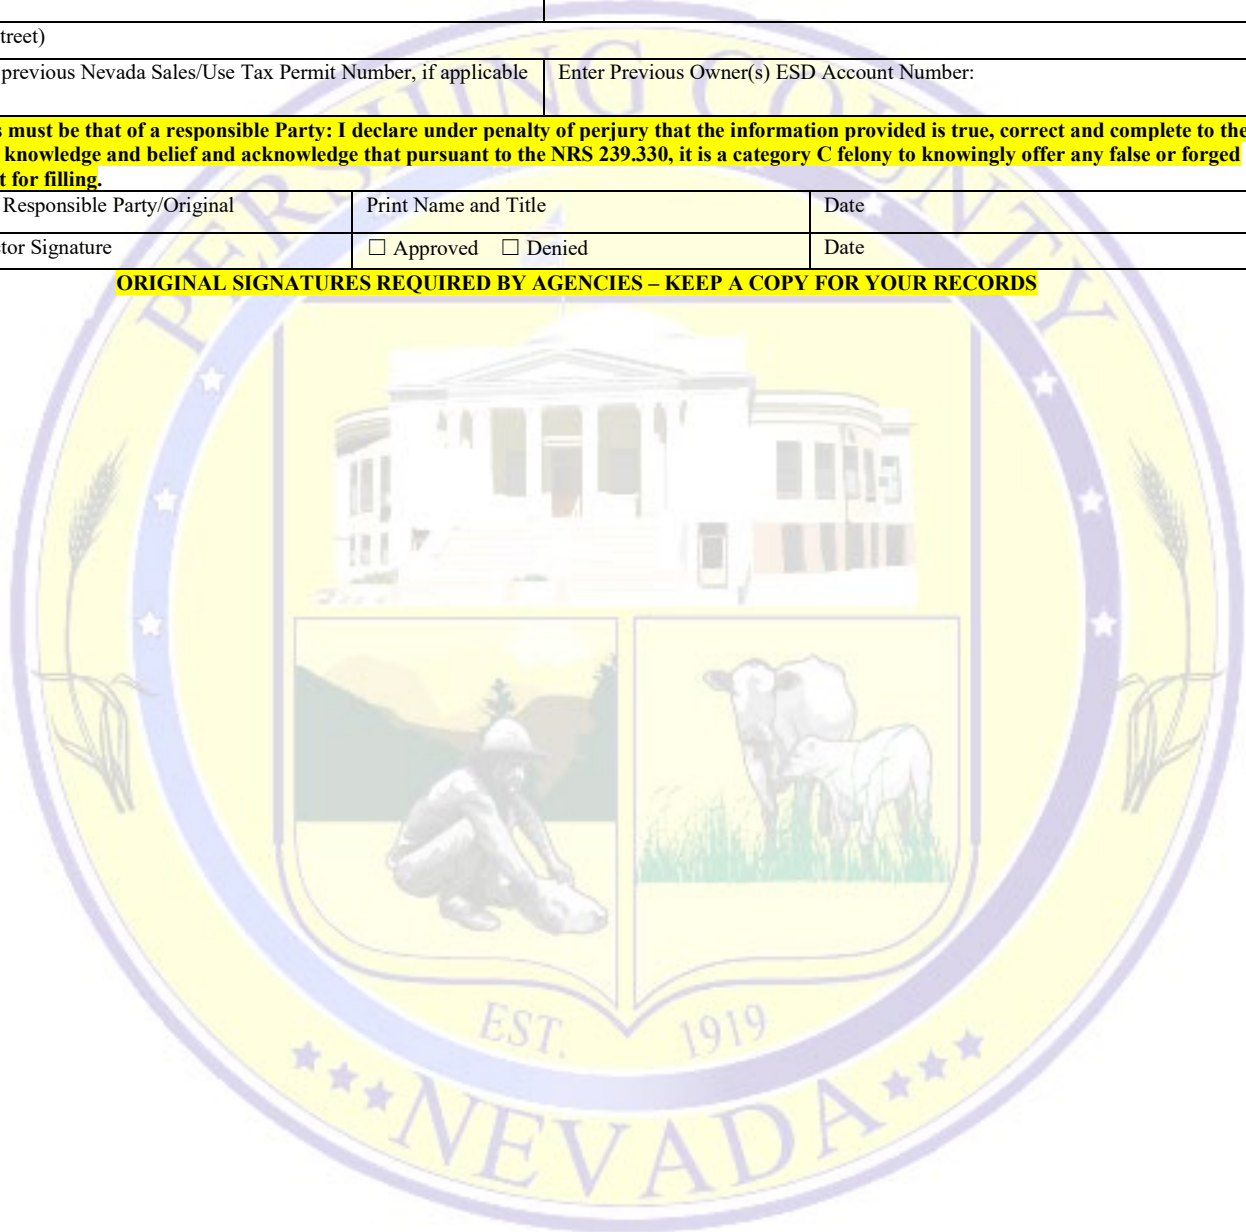 treet)
previous Nevada Sales/Use Tax Permit Number, if applicable
Enter Previous Owner(s) ESD Account Number:
s must be that of a responsible Party: I declare under penalty of perjury that the information provided is true, correct and complete to the
knowledge and belief and acknowledge that pursuant to the NRS 239.330, it is a category C felony to knowingly offer any false or forged
t for filling.
Responsible Party/Original
Print Name and Title
Date
tor Signature
☐ Approved ☐ Denied
Date
ORIGINAL SIGNATURES REQUIRED BY AGENCIES – KEEP A COPY FOR YOUR RECORDS
PERSHING COUNTY
EST. 1919
NEVADA